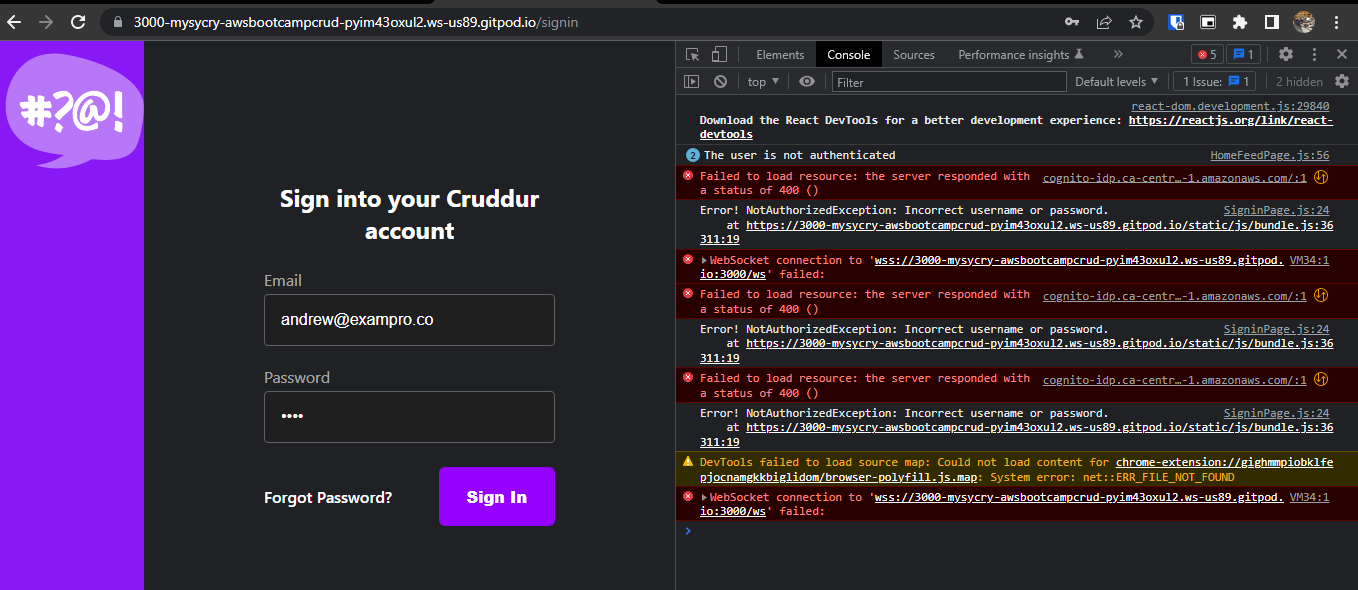 3000-mysycry-awsbootcampcrud-pyim43oxul2.ws-us89.gitpod.io/signin
#?@!
Sign into your Cruddur
account
Email
andrew@exampro.co
Password
••••
Forgot Password?
Sign In
Elements
Console
Sources
Performance insights
»
5
1
top
Filter
Default levels
1 Issue:
1
2 hidden
react-dom.development.js:29840
Download the React DevTools for a better development experience: https://reactjs.org/link/react-
devtools
2 The user is not authenticated HomeFeedPage.js:56
Failed to load resource: the server responded with cognito-idp.ca-centr…-1.amazonaws.com/:1
a status of 400 ()
Error! NotAuthorizedException: Incorrect username or password. SigninPage.js:24
at https://3000-mysycry-awsbootcampcrud-pyim43oxul2.ws-us89.gitpod.io/static/js/bundle.js:36
311:19
WebSocket connection to 'wss://3000-mysycry-awsbootcampcrud-pyim43oxul2.ws-us89.gitpod. VM34:1
io:3000/ws' failed:
Failed to load resource: the server responded with cognito-idp.ca-centr…-1.amazonaws.com/:1
a status of 400 ()
Error! NotAuthorizedException: Incorrect username or password. SigninPage.js:24
at https://3000-mysycry-awsbootcampcrud-pyim43oxul2.ws-us89.gitpod.io/static/js/bundle.js:36
311:19
Failed to load resource: the server responded with cognito-idp.ca-centr…-1.amazonaws.com/:1
a status of 400 ()
Error! NotAuthorizedException: Incorrect username or password. SigninPage.js:24
at https://3000-mysycry-awsbootcampcrud-pyim43oxul2.ws-us89.gitpod.io/static/js/bundle.js:36
311:19
DevTools failed to load source map: Could not load content for chrome-extension://gighmmpiobklfe
pjocnamgkkbiglidom/browser-polyfill.js.map: System error: net::ERR_FILE_NOT_FOUND
WebSocket connection to 'wss://3000-mysycry-awsbootcampcrud-pyim43oxul2.ws-us89.gitpod. VM34:1
io:3000/ws' failed: